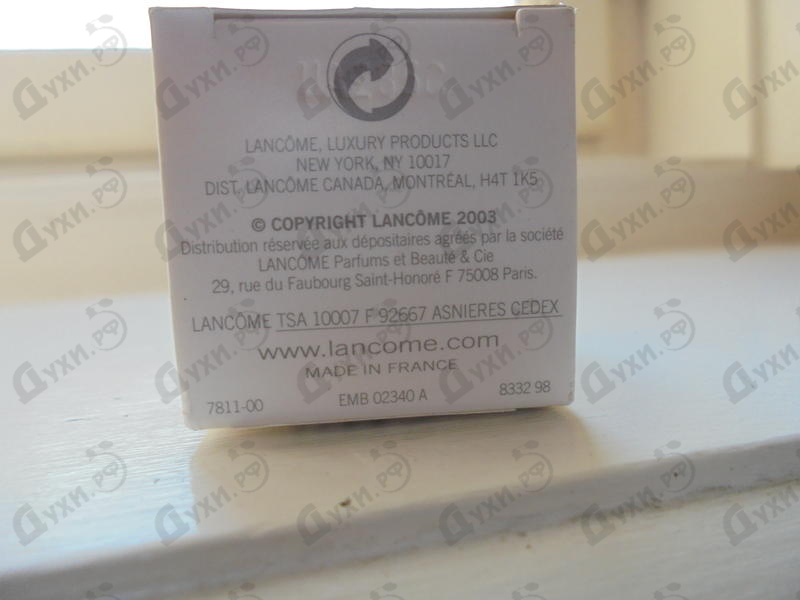 LANCÔME, LUXURY PRODUCTS LLC
NEW YORK, NY 10017
DIST. LANCÔME CANADA, MONTRÉAL, H4T 1K5
© COPYRIGHT LANCÔME 2003
Distribution réservée aux dépositaires agréés par la société
LANCÔME Parfums et Beauté & Cie
29, rue du Faubourg Saint-Honoré F 75008 Paris.
LANCÔME TSA 10007 F 92667 ASNIERES CEDEX
www.lancome.com
MADE IN FRANCE
7811-00 EMB 02340 A 8332 98
Духи.рф